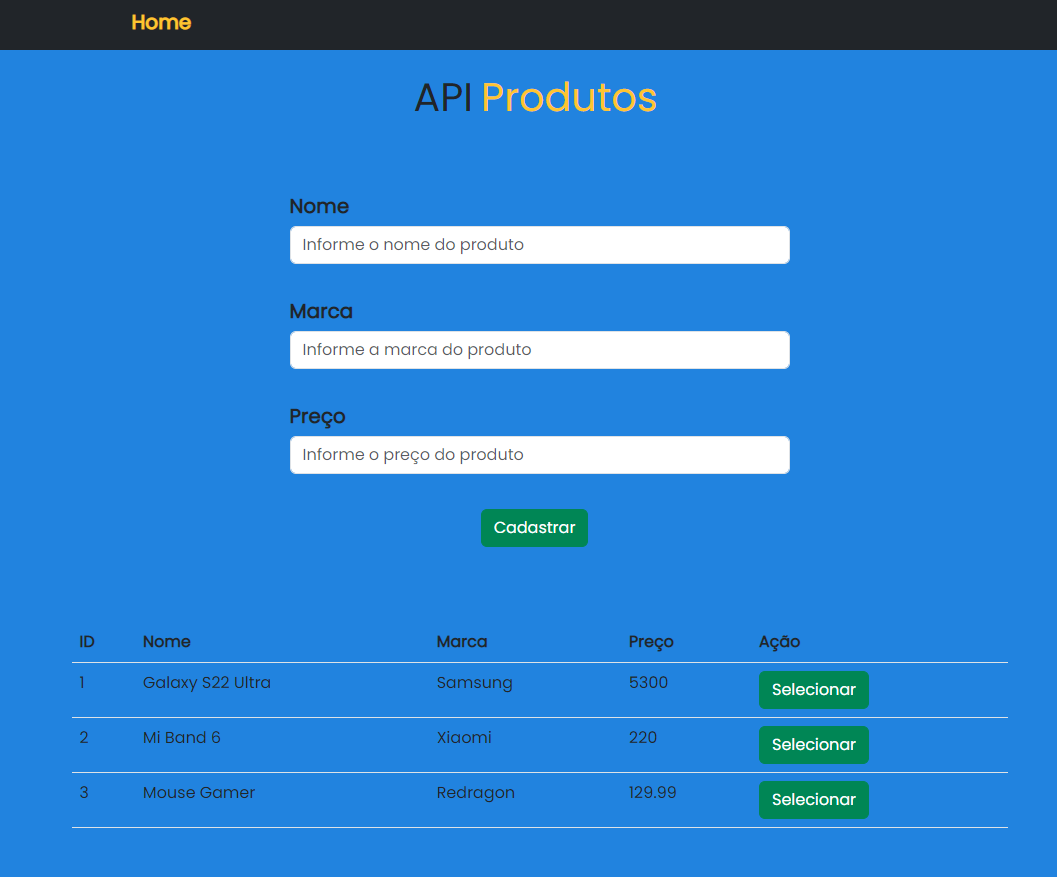 Home
API Produtos
Nome
Informe o nome do produto
Marca
Informe a marca do produto
Preço
Informe o preço do produto
Cadastrar
ID Nome Marca Preço Ação
1 Galaxy S22 Ultra Samsung 5300 Selecionar
2 Mi Band 6 Xiaomi 220 Selecionar
3 Mouse Gamer Redragon 129.99 Selecionar